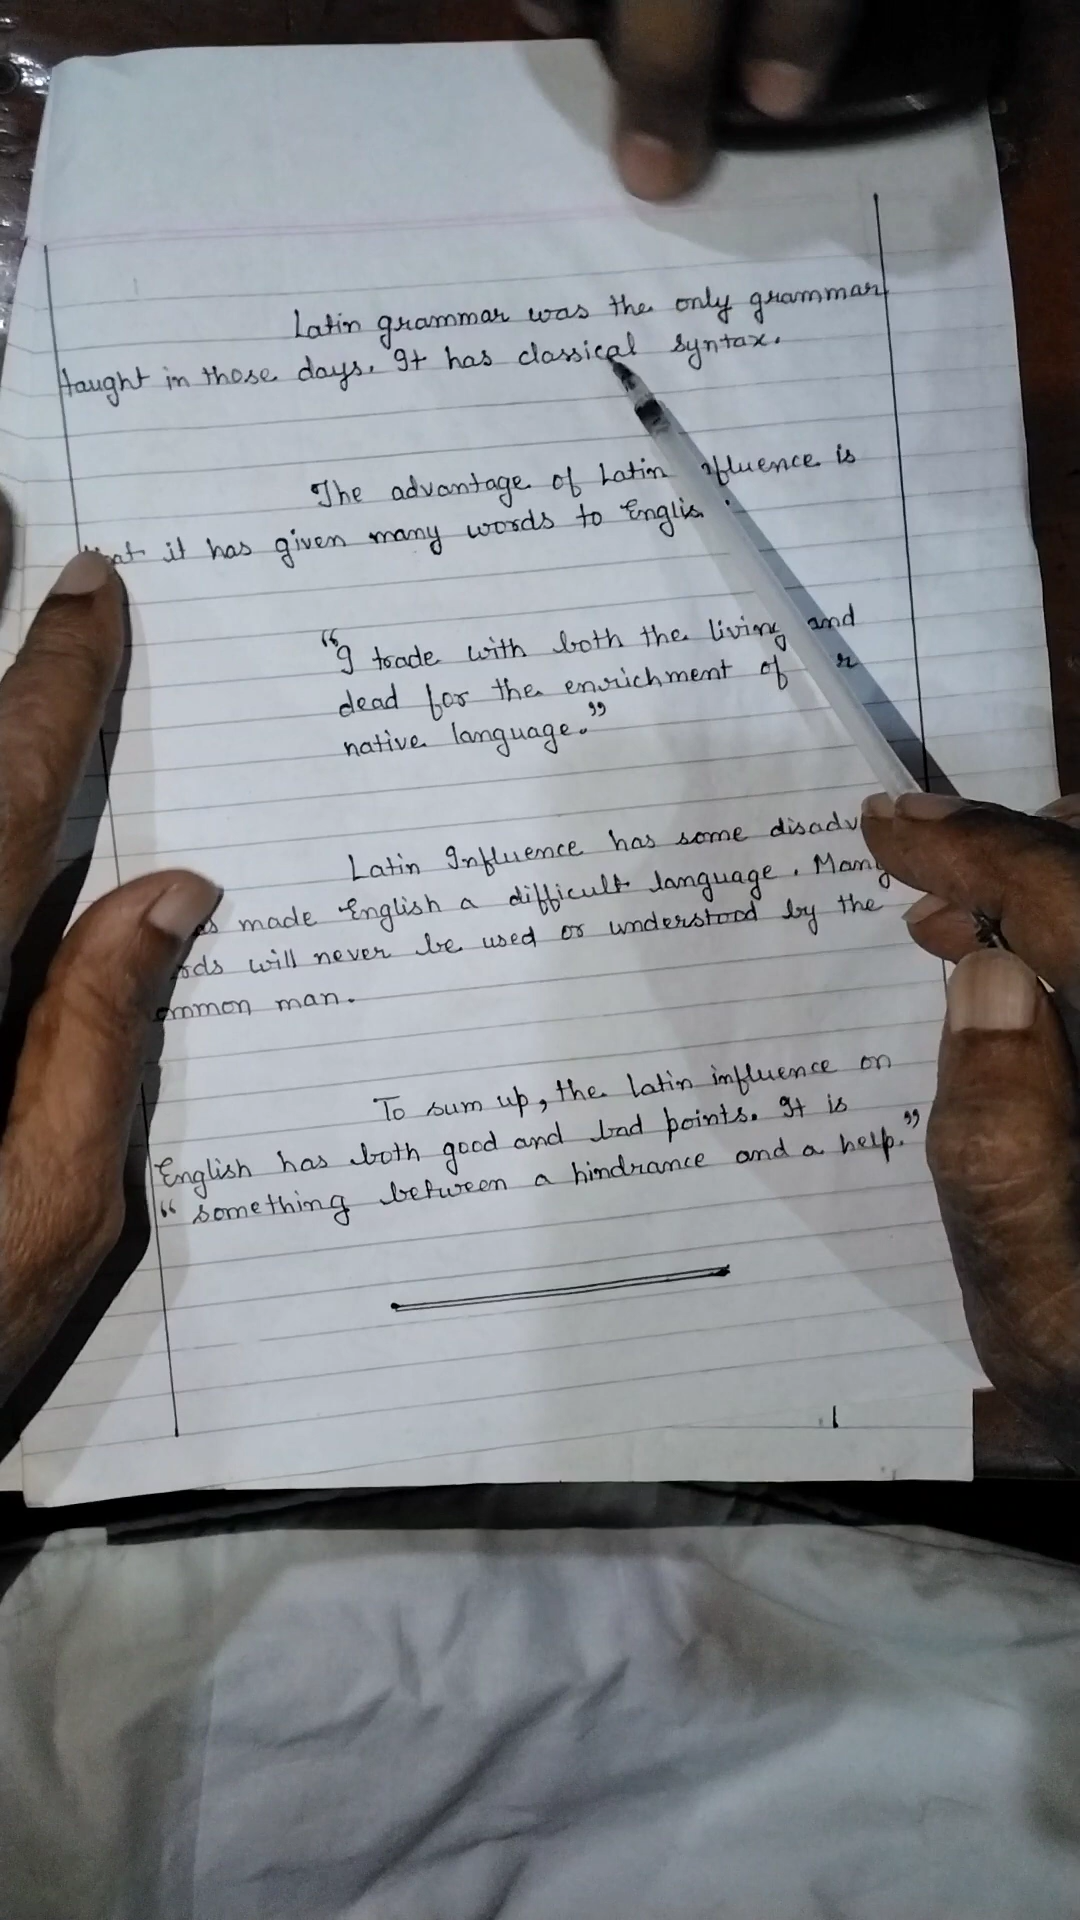 Latin grammar was the only grammar
taught in those days. It has classical syntax.
The advantage of Latin influence is
that it has given many words to
"I trade with both the living and
dead for the enrichment of
native language."
Latin Influence has some
made English a difficult language. Many
will never be used or understood by the
man.
To sum up, the latin influence on
English has both good and bad points. It is
"something between a hindrance and a help."